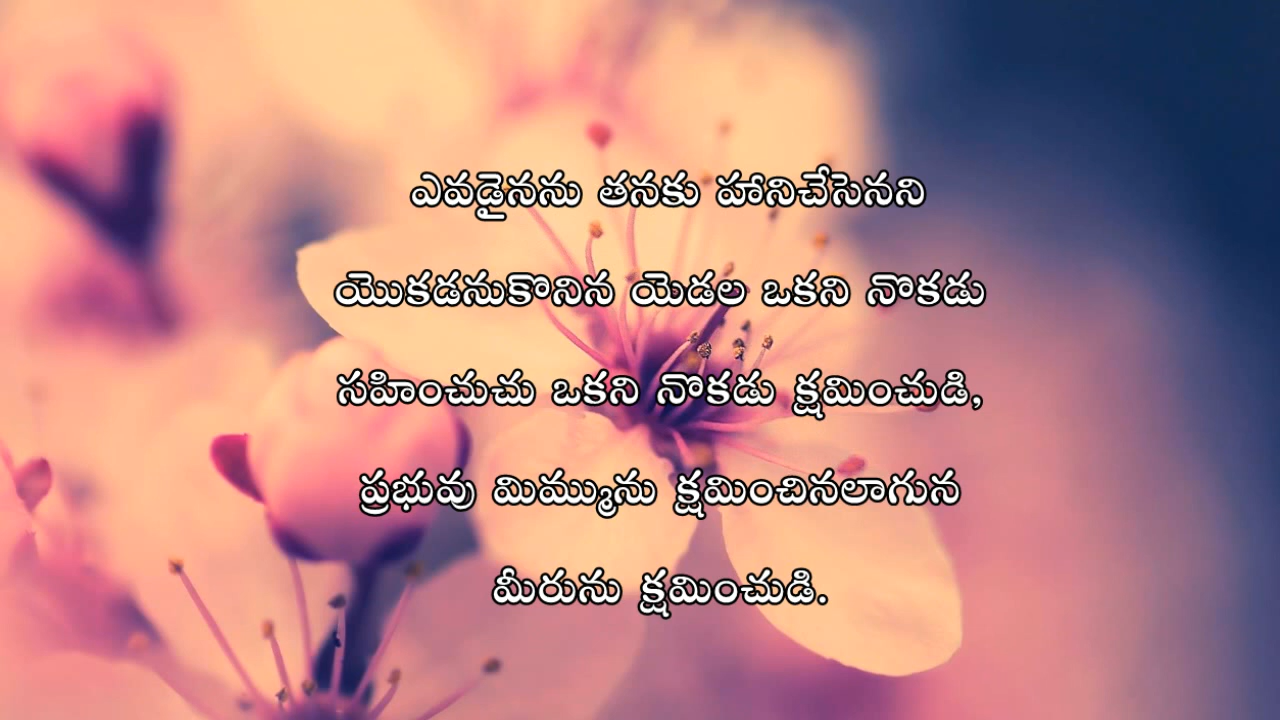 ఎవడైనను తనకు హానిచేసెనని
యొకడనుకొనిన యెడల ఒకని నొకడు
సహించుచు ఒకని నొకడు క్షమించుడి,
ప్రభువు మిమ్మును క్షమించినలాగున
మీరును క్షమించుడి.